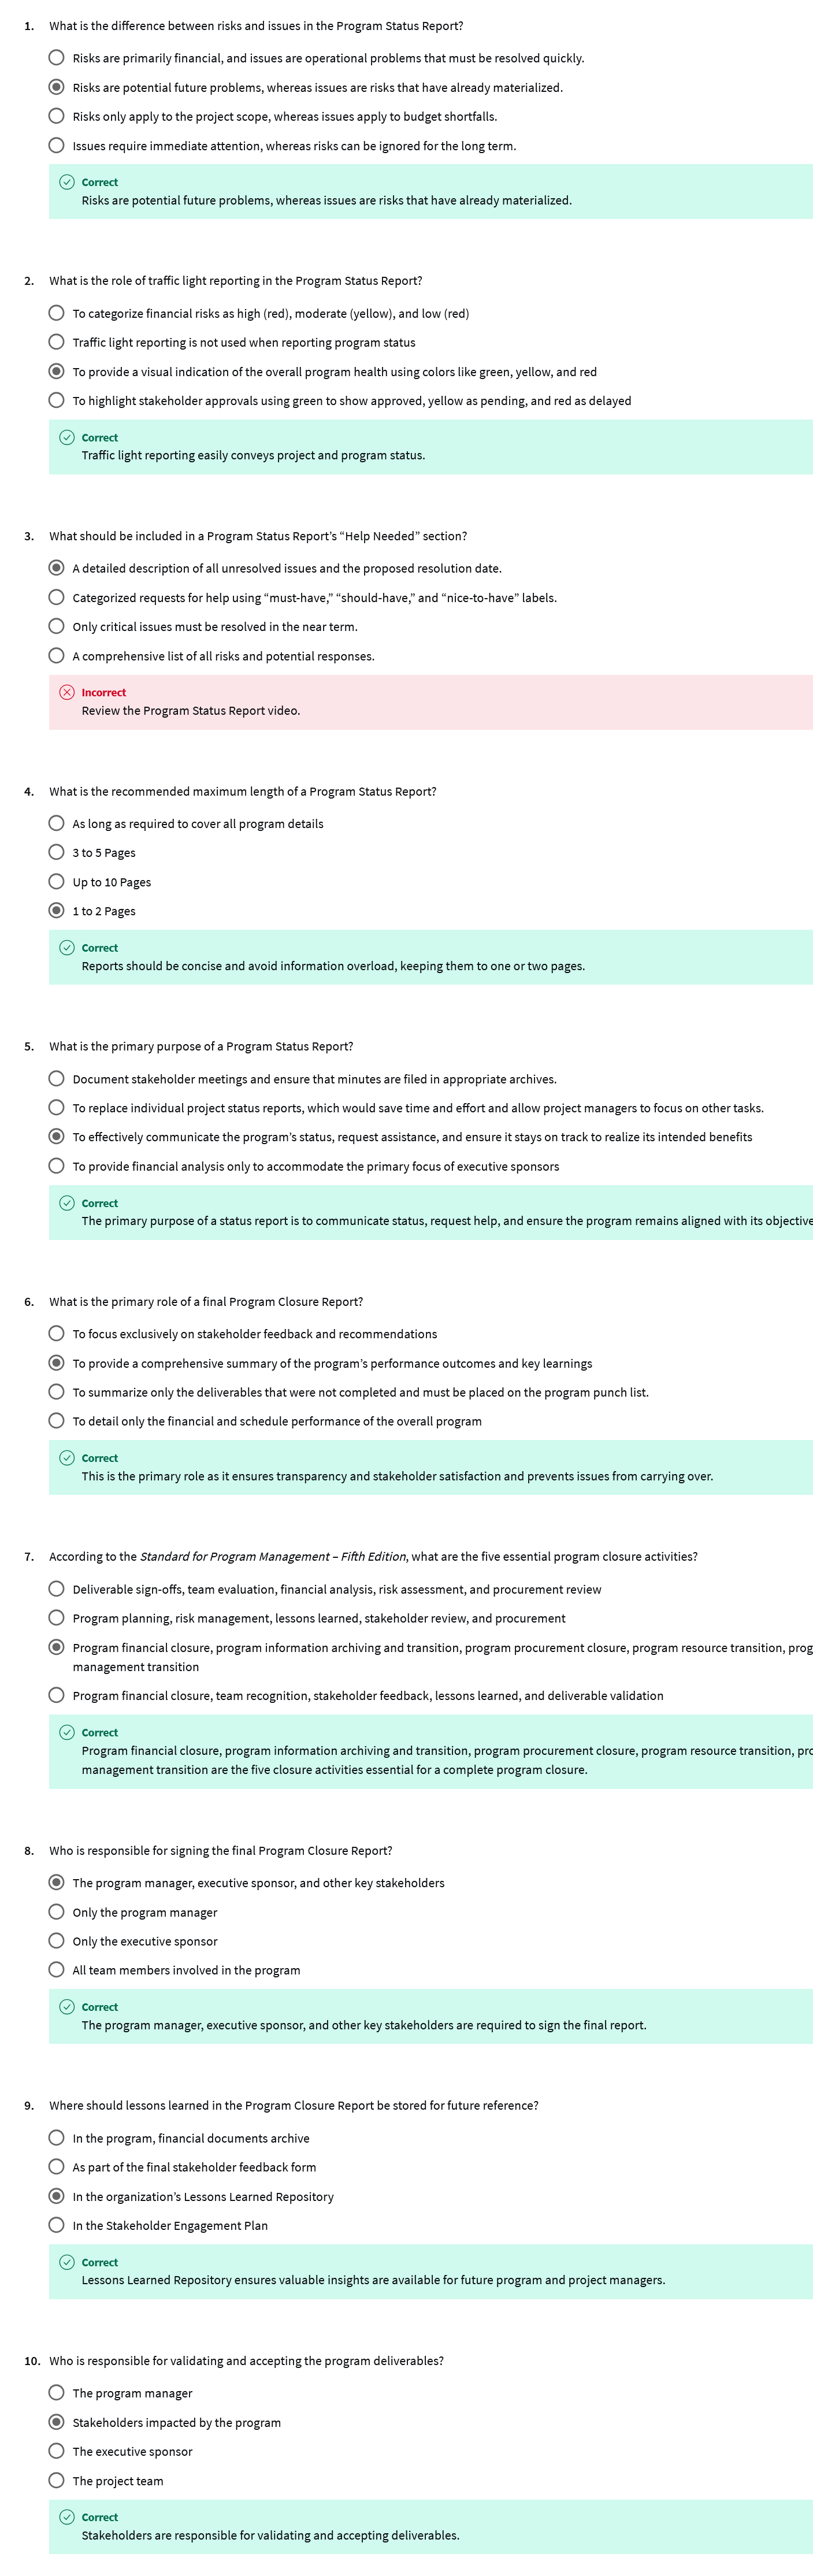 1. What is the difference between risks and issues in the Program Status Report?
Risks are primarily financial, and issues are operational problems that must be resolved quickly.
Risks are potential future problems, whereas issues are risks that have already materialized.
Risks only apply to the project scope, whereas issues apply to budget shortfalls.
Issues require immediate attention, whereas risks can be ignored for the long term.
Correct
Risks are potential future problems, whereas issues are risks that have already materialized.
2. What is the role of traffic light reporting in the Program Status Report?
To categorize financial risks as high (red), moderate (yellow), and low (red)
Traffic light reporting is not used when reporting program status
To provide a visual indication of the overall program health using colors like green, yellow, and red
To highlight stakeholder approvals using green to show approved, yellow as pending, and red as delayed
Correct
Traffic light reporting easily conveys project and program status.
3. What should be included in a Program Status Report’s “Help Needed” section?
A detailed description of all unresolved issues and the proposed resolution date.
Categorized requests for help using “must-have,” “should-have,” and “nice-to-have” labels.
Only critical issues must be resolved in the near term.
A comprehensive list of all risks and potential responses.
Incorrect
Review the Program Status Report video.
4. What is the recommended maximum length of a Program Status Report?
As long as required to cover all program details
3 to 5 Pages
Up to 10 Pages
1 to 2 Pages
Correct
Reports should be concise and avoid information overload, keeping them to one or two pages.
5. What is the primary purpose of a Program Status Report?
Document stakeholder meetings and ensure that minutes are filed in appropriate archives.
To replace individual project status reports, which would save time and effort and allow project managers to focus on other tasks.
To effectively communicate the program’s status, request assistance, and ensure it stays on track to realize its intended benefits
To provide financial analysis only to accommodate the primary focus of executive sponsors
Correct
The primary purpose of a status report is to communicate status, request help, and ensure the program remains aligned with its objective
6. What is the primary role of a final Program Closure Report?
To focus exclusively on stakeholder feedback and recommendations
To provide a comprehensive summary of the program’s performance outcomes and key learnings
To summarize only the deliverables that were not completed and must be placed on the program punch list.
To detail only the financial and schedule performance of the overall program
Correct
This is the primary role as it ensures transparency and stakeholder satisfaction and prevents issues from carrying over.
7. According to the Standard for Program Management – Fifth Edition, what are the five essential program closure activities?
Deliverable sign-offs, team evaluation, financial analysis, risk assessment, and procurement review
Program planning, risk management, lessons learned, stakeholder review, and procurement
Program financial closure, program information archiving and transition, program procurement closure, program resource transition, prog
management transition
Program financial closure, team recognition, stakeholder feedback, lessons learned, and deliverable validation
Correct
Program financial closure, program information archiving and transition, program procurement closure, program resource transition, pro
management transition are the five closure activities essential for a complete program closure.
8. Who is responsible for signing the final Program Closure Report?
The program manager, executive sponsor, and other key stakeholders
Only the program manager
Only the executive sponsor
All team members involved in the program
Correct
The program manager, executive sponsor, and other key stakeholders are required to sign the final report.
9. Where should lessons learned in the Program Closure Report be stored for future reference?
In the program, financial documents archive
As part of the final stakeholder feedback form
In the organization’s Lessons Learned Repository
In the Stakeholder Engagement Plan
Correct
Lessons Learned Repository ensures valuable insights are available for future program and project managers.
10. Who is responsible for validating and accepting the program deliverables?
The program manager
Stakeholders impacted by the program
The executive sponsor
The project team
Correct
Stakeholders are responsible for validating and accepting deliverables.